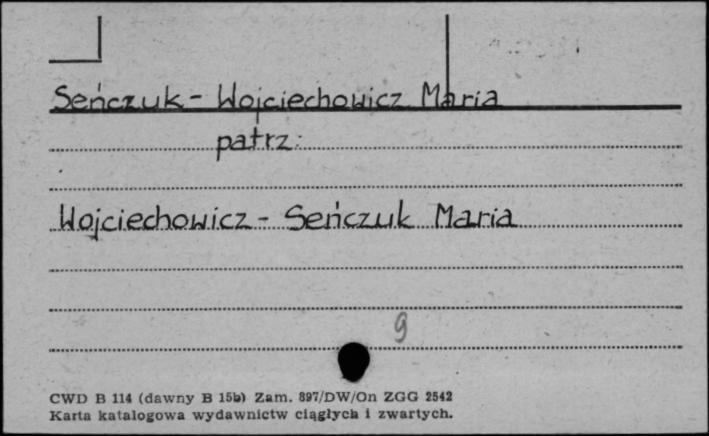 Seńczuk - Wojciechowicz Maria
patrz:
Wojciechowicz - Seńczuk Maria
9
CWD B 114 (dawny B 15b) Zam. 897/DW/On ZGG 2542
Karta katalogowa wydawnictw ciągłych i zwartych.